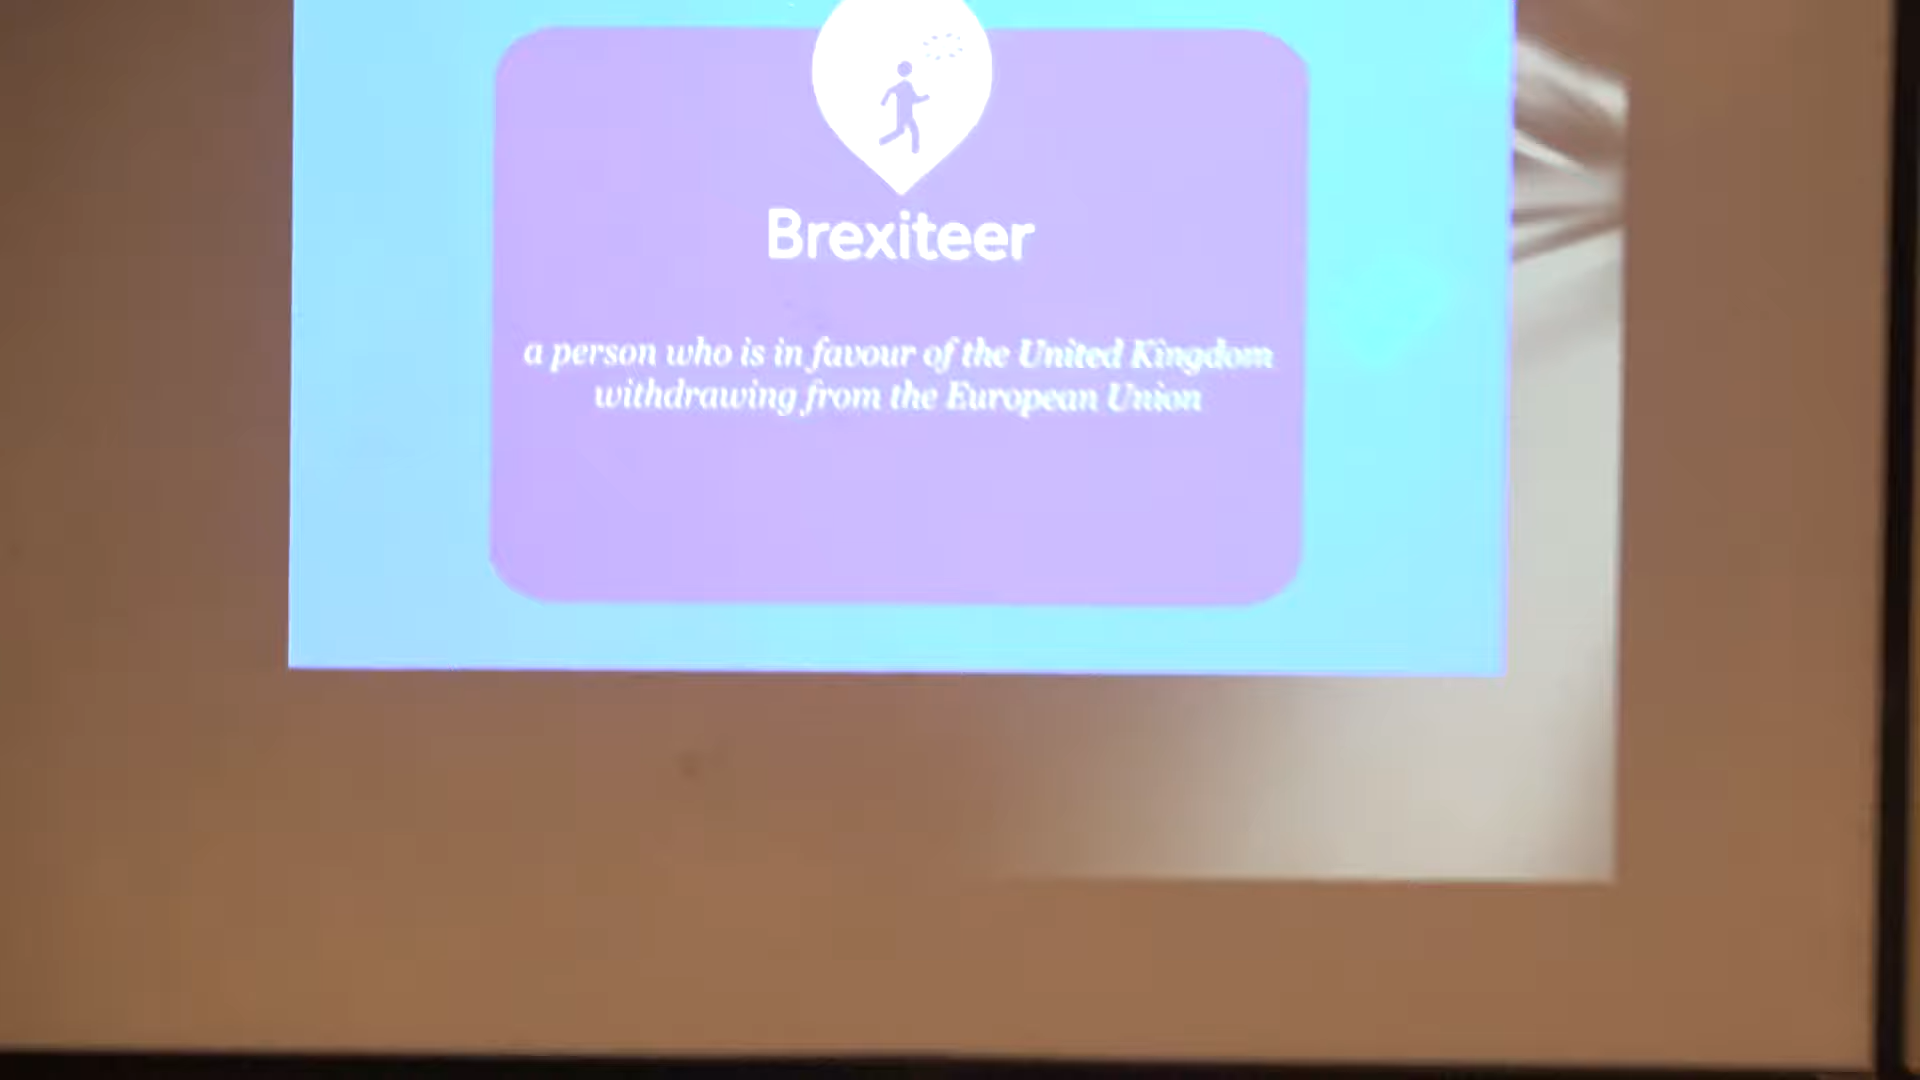 Brexiteer
a person who is in favour of the United Kingdom
withdrawing from the European Union